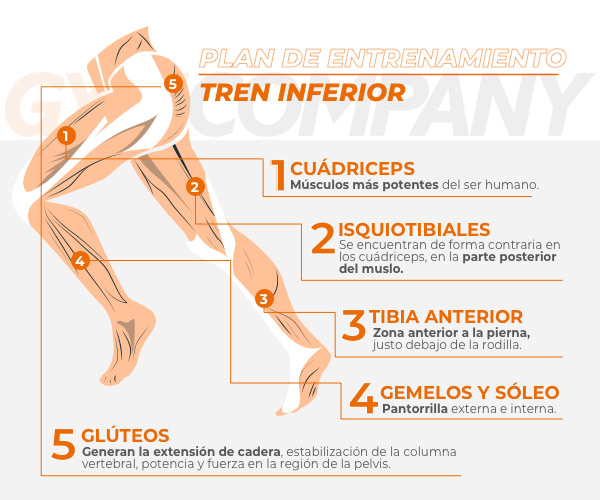 GYM COMPANY
PLAN DE ENTRENAMIENTO
TREN INFERIOR
5
1
2
4
3
1 CUÁDRICEPS
Músculos más potentes del ser humano.
2 ISQUIOTIBIALES
Se encuentran de forma contraria en
los cuádriceps, en la parte posterior
del muslo.
3 TIBIA ANTERIOR
Zona anterior a la pierna,
justo debajo de la rodilla.
4 GEMELOS Y SÓLEO
Pantorrilla externa e interna.
5 GLÚTEOS
Generan la extensión de cadera, estabilización de la columna
vertebral, potencia y fuerza en la región de la pelvis.